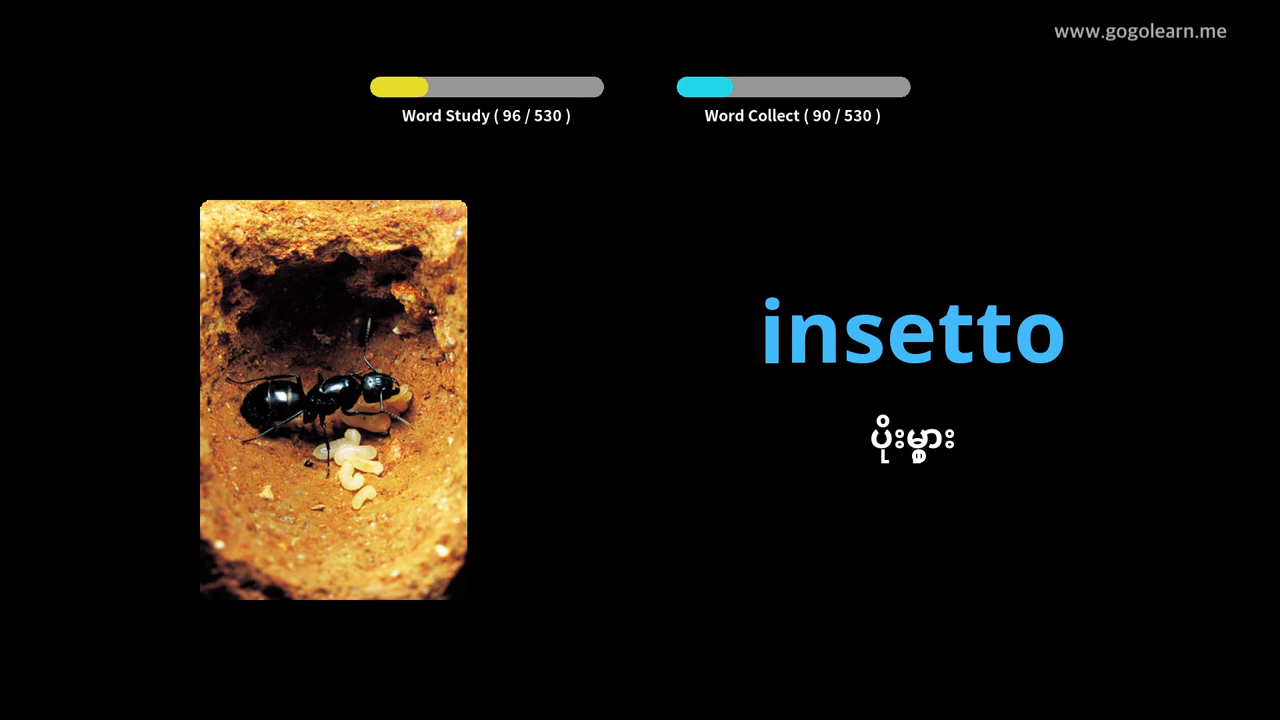 www.gogolearn.me
Word Study ( 96 / 530 )
Word Collect ( 90 / 530 )
insetto
ပိုးမွှား